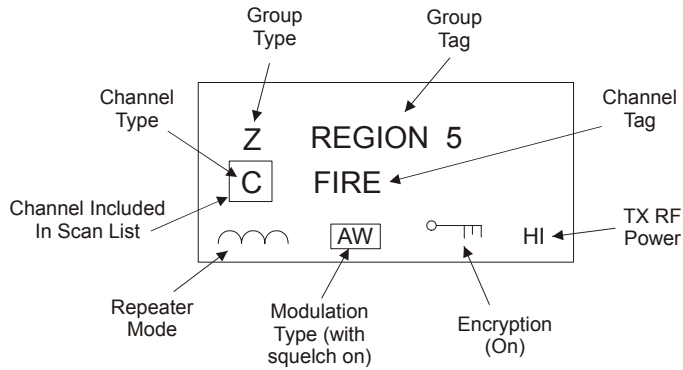 Group
Type
Group
Tag
Channel
Type
Channel
Tag
Z REGION 5
C FIRE
Channel Included
In Scan List
AW
HI
TX RF
Power
Repeater
Mode
Modulation
Type (with
squelch on)
Encryption
(On)